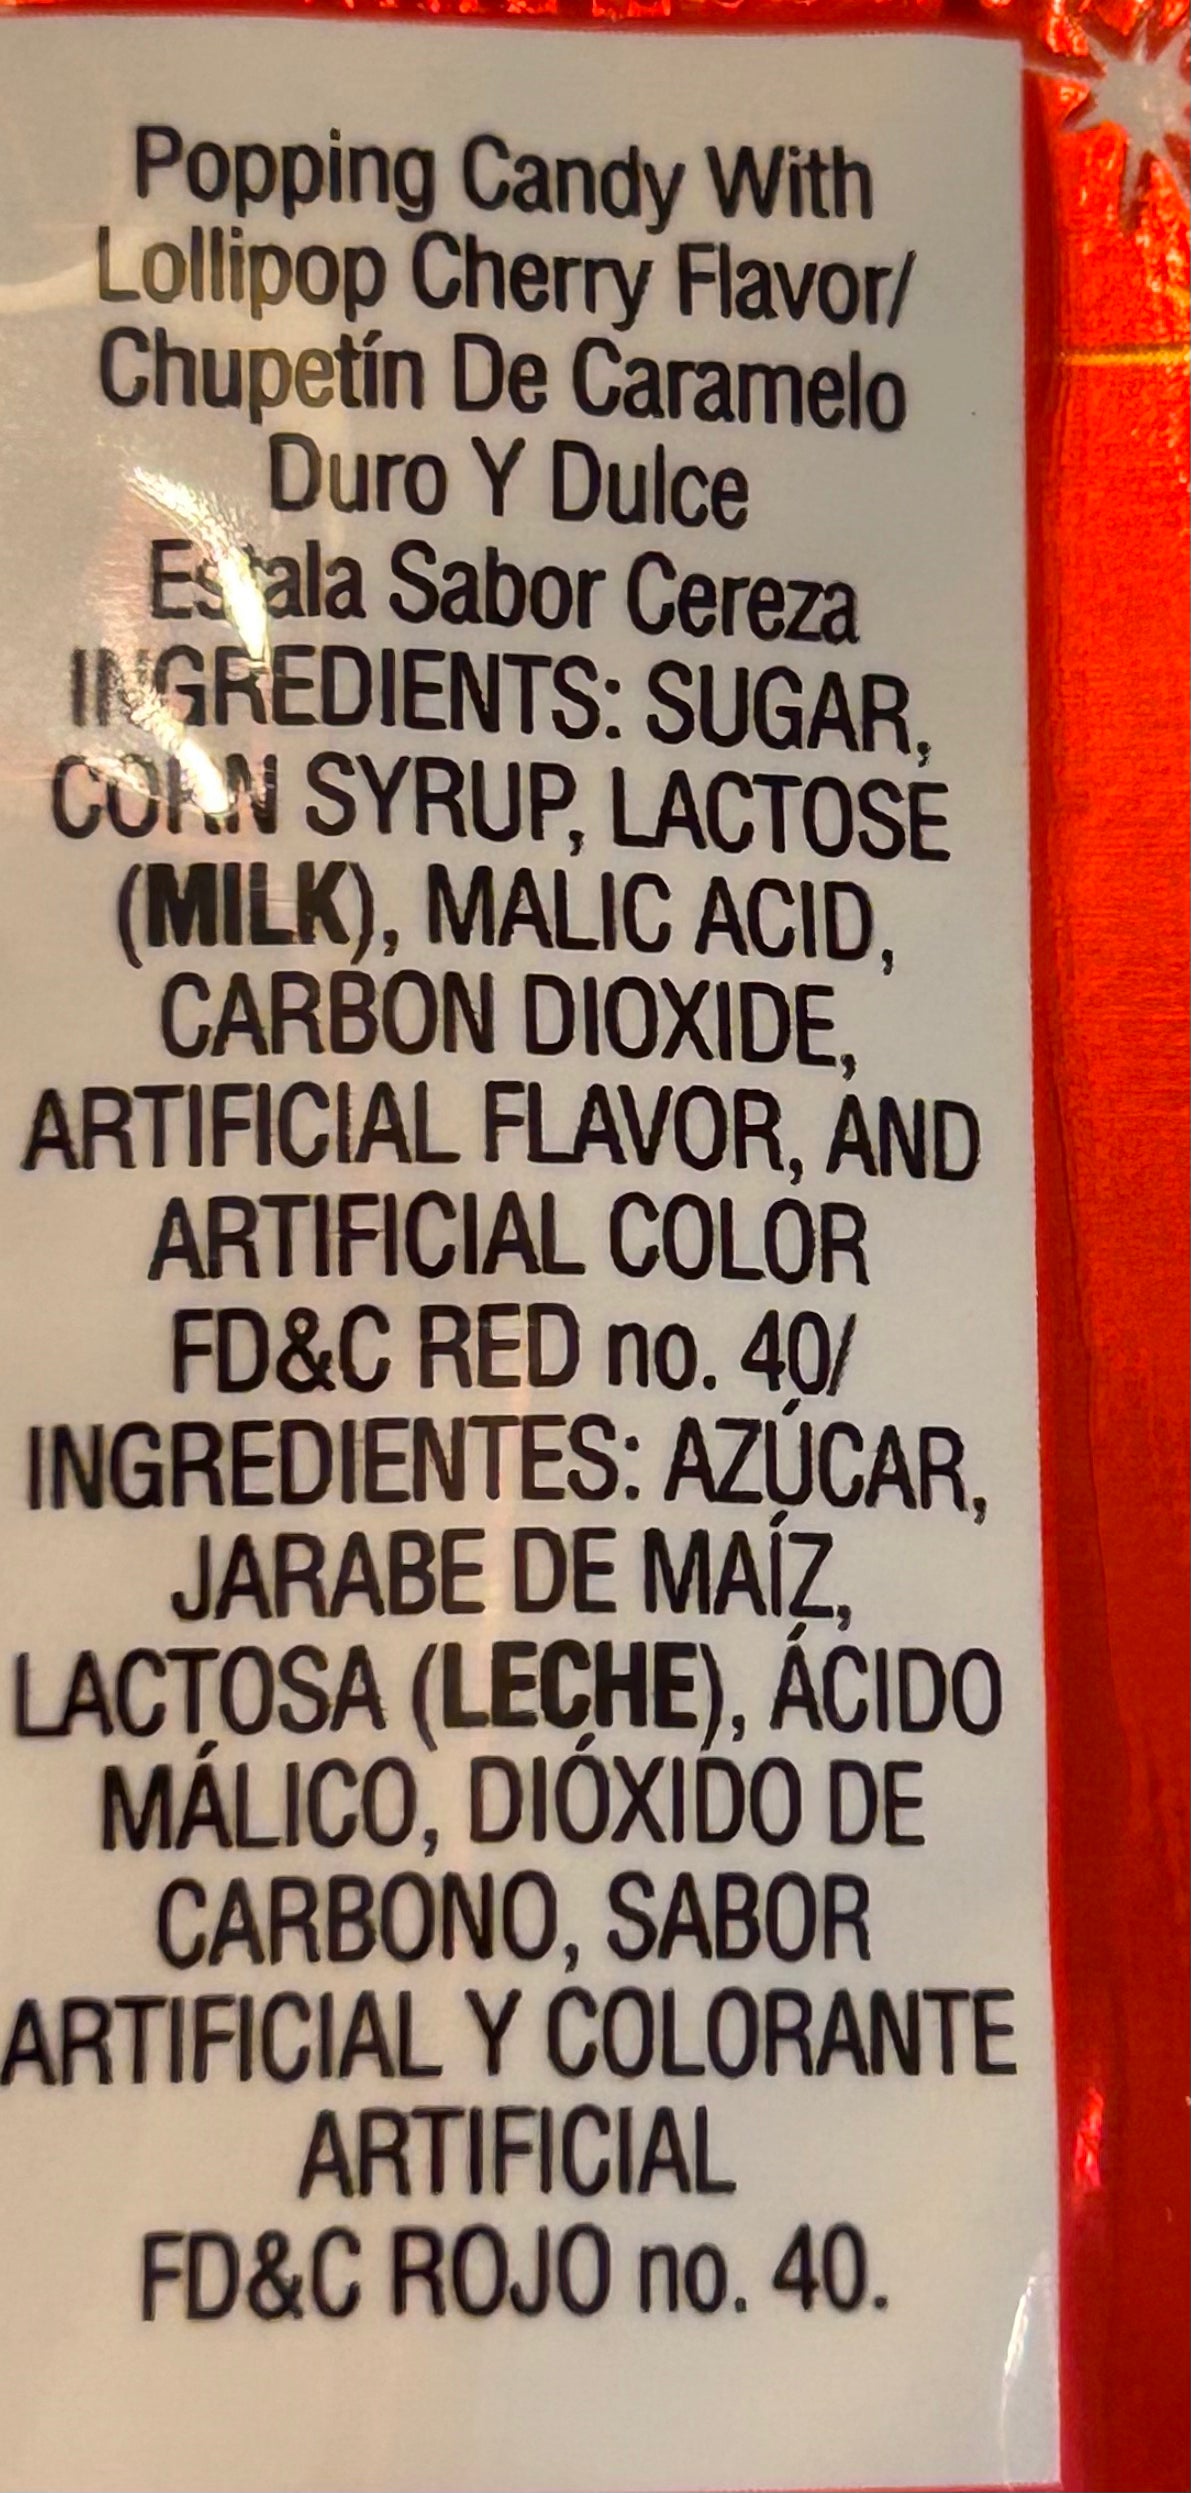 Popping Candy With
Lollipop Cherry Flavor/
Chupetín De Caramelo
Duro Y Dulce
Sabor Cereza
INGREDIENTS: SUGAR,
CORN SYRUP, LACTOSE
(MILK), MALIC ACID,
CARBON DIOXIDE,
ARTIFICIAL FLAVOR, AND
ARTIFICIAL COLOR
FD&C RED no. 40/
INGREDIENTES: AZÚCAR,
JARABE DE MAÍZ,
LACTOSA (LECHE), ÁCIDO
MÁLICO, DIÓXIDO DE
CARBONO, SABOR
ARTIFICIAL Y COLORANTE
ARTIFICIAL
FD&C ROJO no. 40.